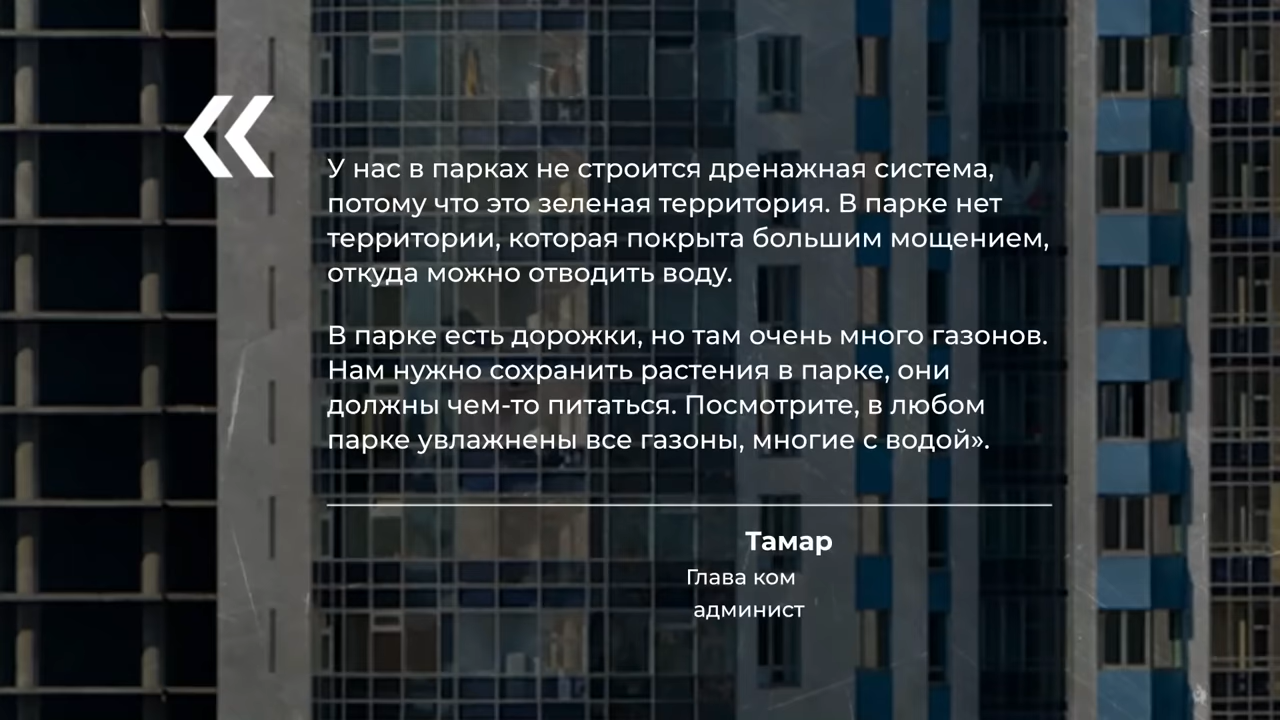 «
У нас в парках не строится дренажная система,
потому что это зеленая территория. В парке нет
территории, которая покрыта большим мощением,
откуда можно отводить воду.
В парке есть дорожки, но там очень много газонов.
Нам нужно сохранить растения в парке, они
должны чем-то питаться. Посмотрите, в любом
парке увлажнены все газоны, многие с водой».
Тамар
Глава ком
админист